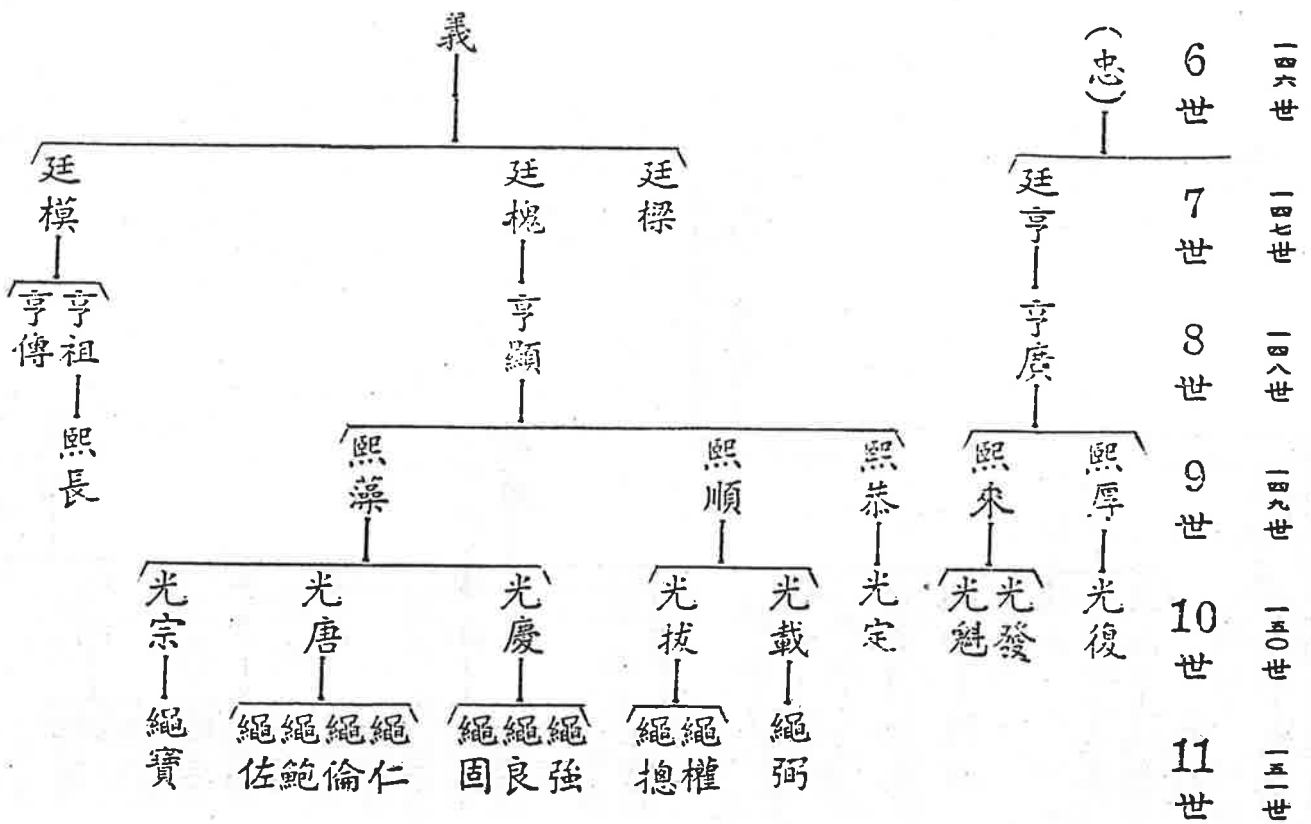 一四六世
6世
（忠）
義
一四七世
7世
廷亨
廷樑
廷槐
廷模
一四八世
8世
亨廣
亨顯
亨祖
亨傳
一四九世
9世
熙厚
熙來
熙恭
熙順
熙藻
熙長
一五〇世
10世
光復
光發
光魁
光定
光載
光拔
光慶
光唐
光宗
一五一世
11世
繩弼
繩權
繩摠
繩強
繩良
繩固
繩仁
繩倫
繩鮑
繩佐
繩寶